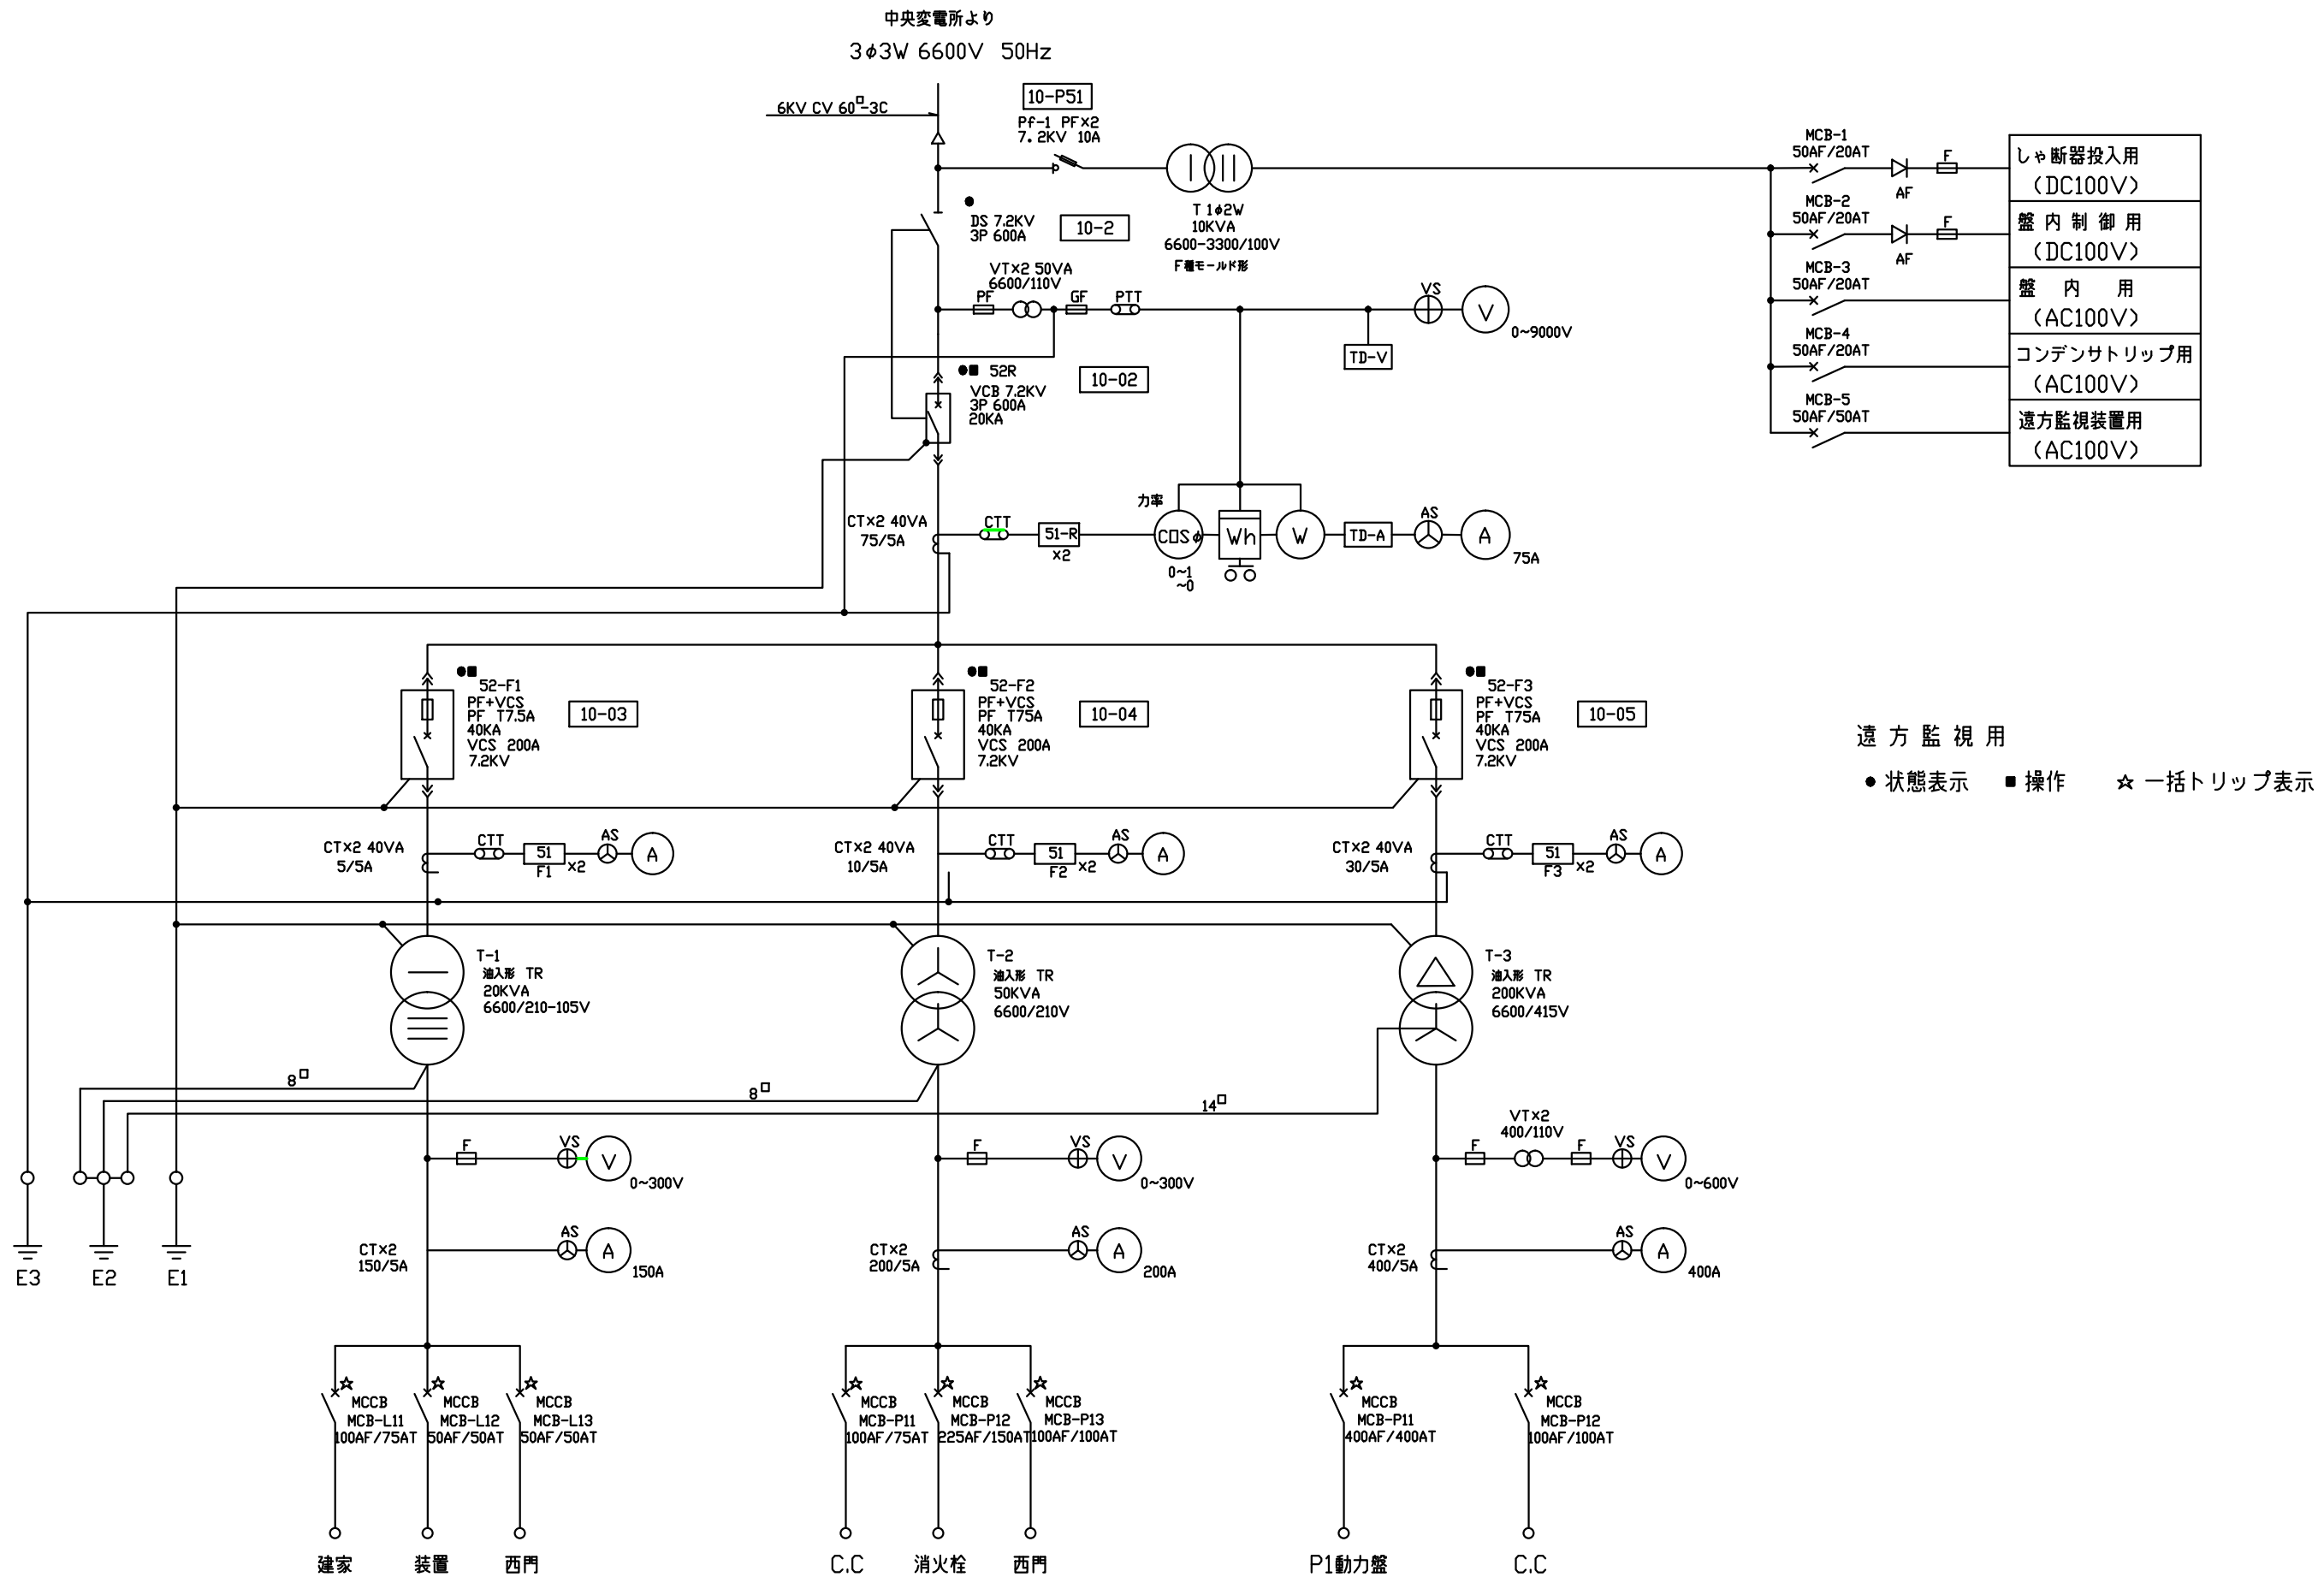 中央変電所より
3φ3W 6600V 50Hz
6KV CV 60□-3C
10-P51
Pf-1 PF×2
7.2KV 10A
T 1φ2W
10KVA
6600-3300/100V
F種モールド形
MCB-1
50AF/20AT
AF
F
しゃ断器投入用
(DC100V)
MCB-2
50AF/20AT
AF
F
盤内制御用
(DC100V)
MCB-3
50AF/20AT
盤内用
(AC100V)
MCB-4
50AF/20AT
コンデンサトリップ用
(AC100V)
MCB-5
50AF/50AT
遠方監視装置用
(AC100V)
● 
DS 7.2KV
3P 600A
10-2
VT×2 50VA
6600/110V
PF
GF
PTT
VS
V
0~9000V
TD-V
●■ 52R
VCB 7.2KV
3P 600A
20KA
10-02
CT×2 40VA
75/5A
CTT
51-R
×2
力率
COSφ
0~1
~0
Wh
W
TD-A
AS
A
75A
●■
52-F1
PF+VCS
PF T7.5A
40KA
VCS 200A
7.2KV
10-03
●■
52-F2
PF+VCS
PF T75A
40KA
VCS 200A
7.2KV
10-04
●■
52-F3
PF+VCS
PF T75A
40KA
VCS 200A
7.2KV
10-05
遠方監視用
● 状態表示 ■ 操作 ☆ 一括トリップ表示
CT×2 40VA
5/5A
CTT
51
F1
×2
AS
A
CT×2 40VA
10/5A
CTT
51
F2
×2
AS
A
CT×2 40VA
30/5A
CTT
51
F3
×2
AS
A
T-1
油入形 TR
20KVA
6600/210-105V
T-2
油入形 TR
50KVA
6600/210V
T-3
油入形 TR
200KVA
6600/415V
8□
8□
14□
F
VS
V
0~300V
F
VS
V
0~300V
F
VT×2
400/110V
F
VS
V
0~600V
E3
E2
E1
CT×2
150/5A
AS
A
150A
CT×2
200/5A
AS
A
200A
CT×2
400/5A
AS
A
400A
☆
MCCB
MCB-L11
100AF/75AT
☆
MCCB
MCB-L12
50AF/50AT
☆
MCCB
MCB-L13
50AF/50AT
☆
MCCB
MCB-P11
100AF/75AT
☆
MCCB
MCB-P12
225AF/150AT
☆
MCCB
MCB-P13
100AF/100AT
☆
MCCB
MCB-P11
400AF/400AT
☆
MCCB
MCB-P12
100AF/100AT
建家
装置
西門
C.C
消火栓
西門
P1動力盤
C.C